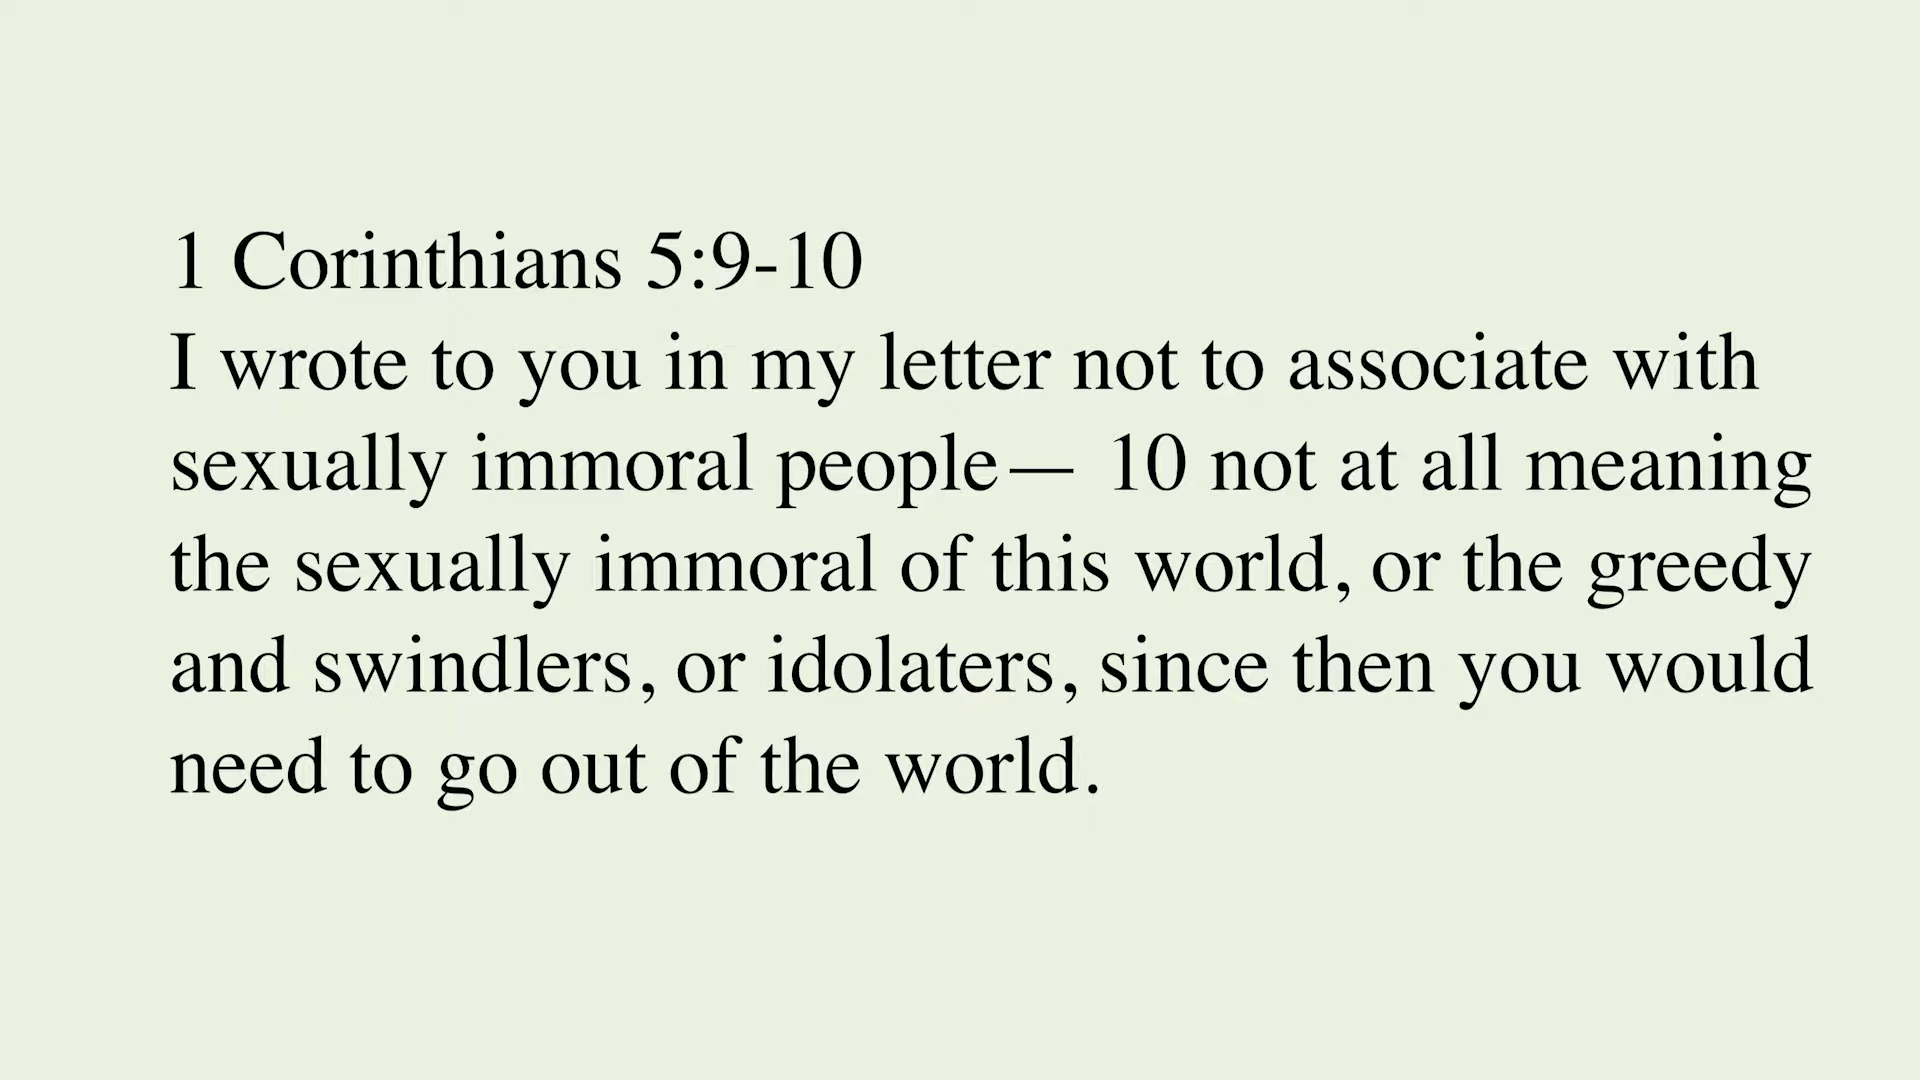 1 Corinthians 5:9-10
I wrote to you in my letter not to associate with
sexually immoral people— 10 not at all meaning
the sexually immoral of this world, or the greedy
and swindlers, or idolaters, since then you would
need to go out of the world.